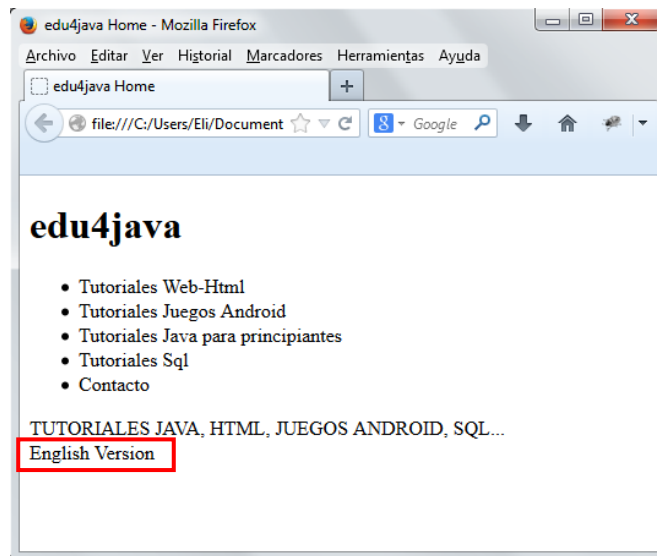 edu4java Home - Mozilla Firefox
Archivo Editar Ver Historial Marcadores Herramientas Ayuda
edu4java Home
file:///C:/Users/Eli/Document Google
edu4java
Tutoriales Web-Html
Tutoriales Juegos Android
Tutoriales Java para principiantes
Tutoriales Sql
Contacto
TUTORIALES JAVA, HTML, JUEGOS ANDROID, SQL...
English Version